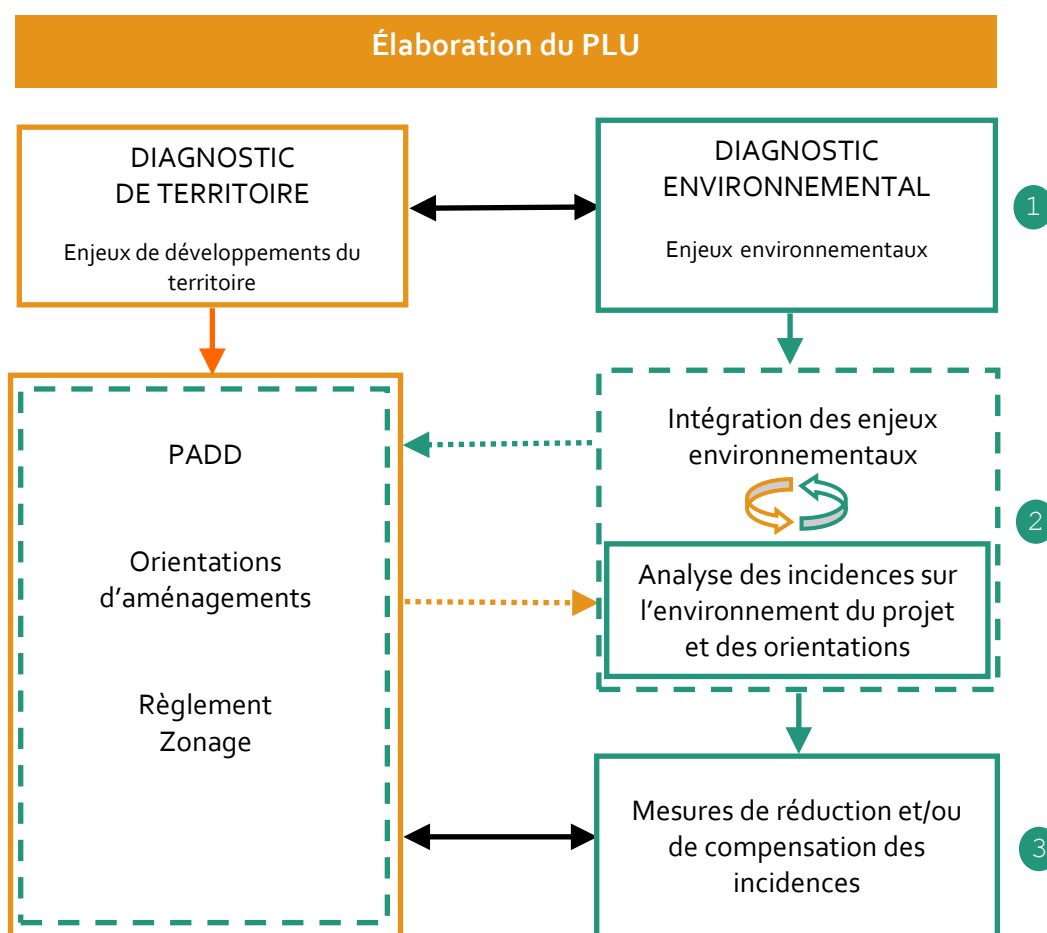 Élaboration du PLU
DIAGNOSTIC
DE TERRITOIRE
Enjeux de développements du
territoire
DIAGNOSTIC
ENVIRONNEMENTAL
Enjeux environnementaux
1
PADD
Orientations
d'aménagements
Règlement
Zonage
Intégration des enjeux
environnementaux
Analyse des incidences sur
l'environnement du projet
et des orientations
2
Mesures de réduction et/ou
de compensation des
incidences
3